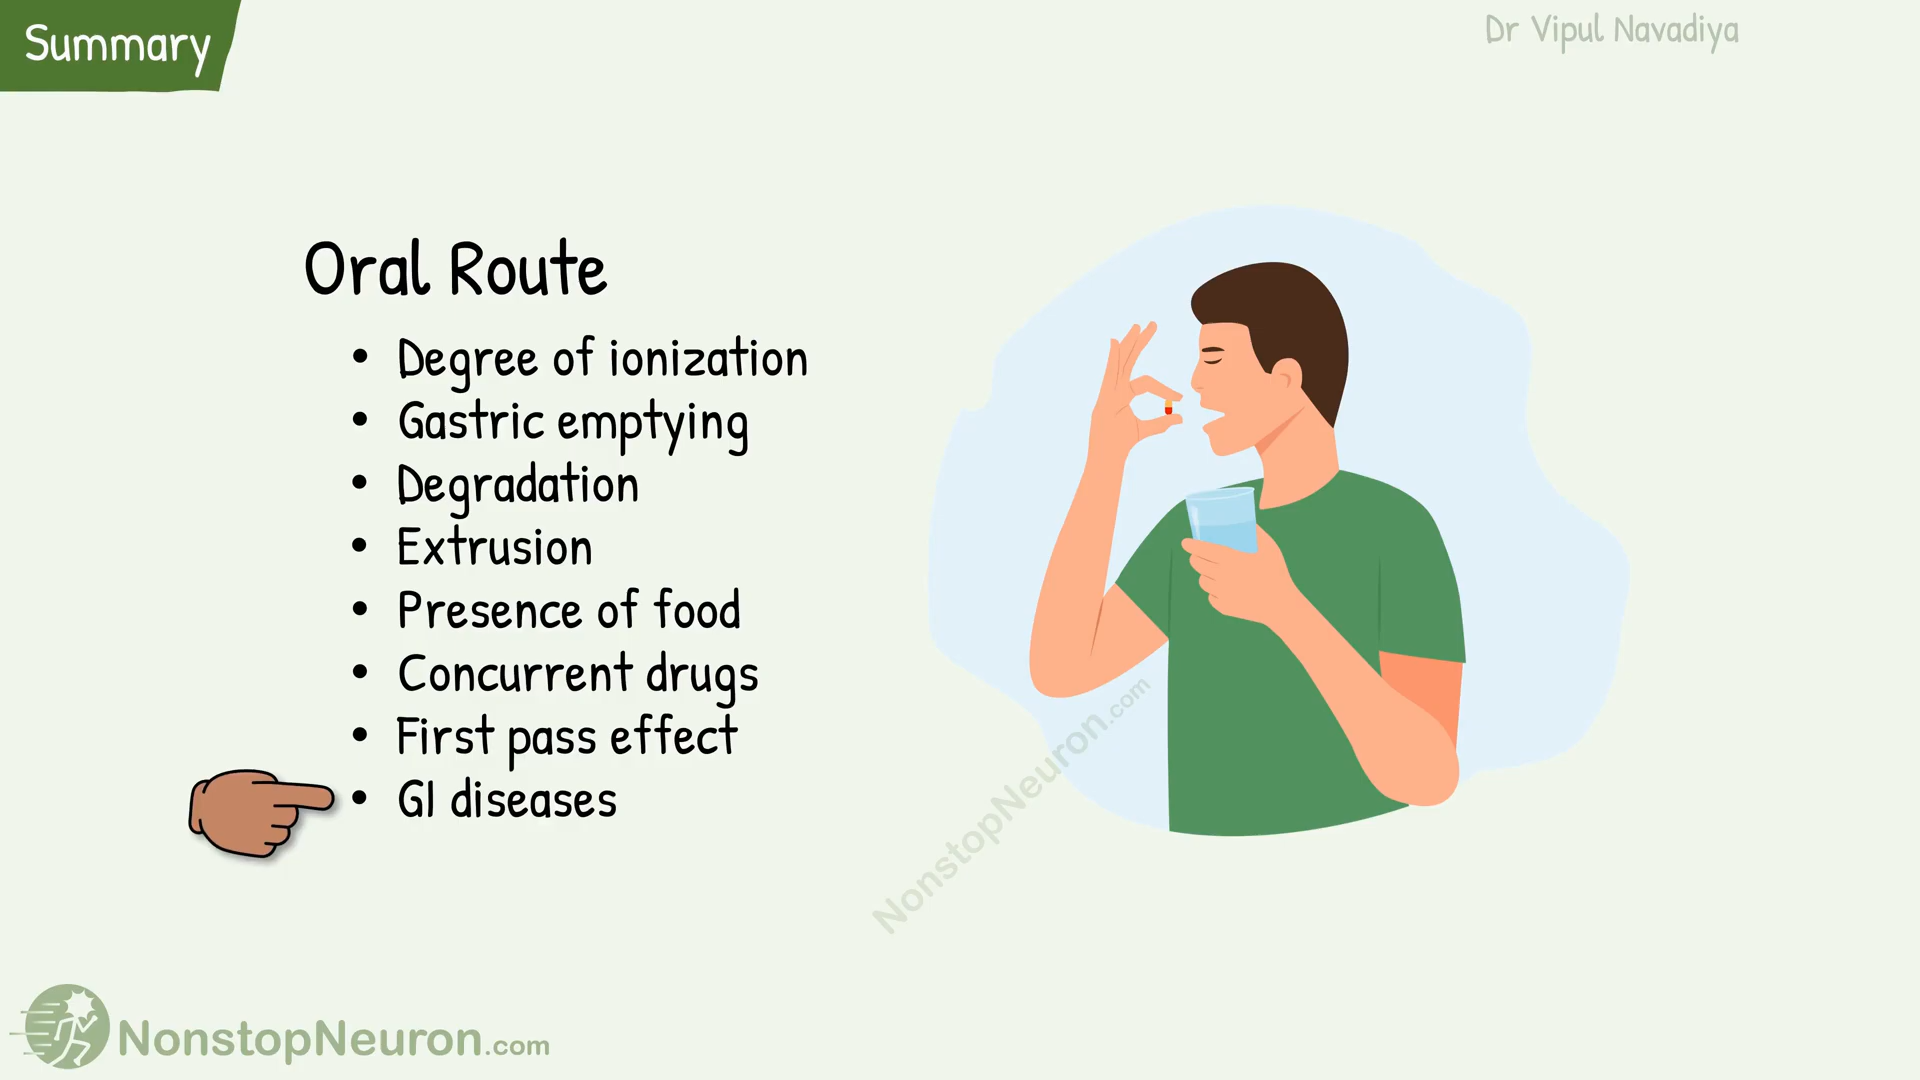 Summary
Dr Vipul Navadiya
Oral Route
• Degree of ionization
• Gastric emptying
• Degradation
• Extrusion
• Presence of food
• Concurrent drugs
• First pass effect
• GI diseases
NonstopNeuron.com
NonstopNeuron.com